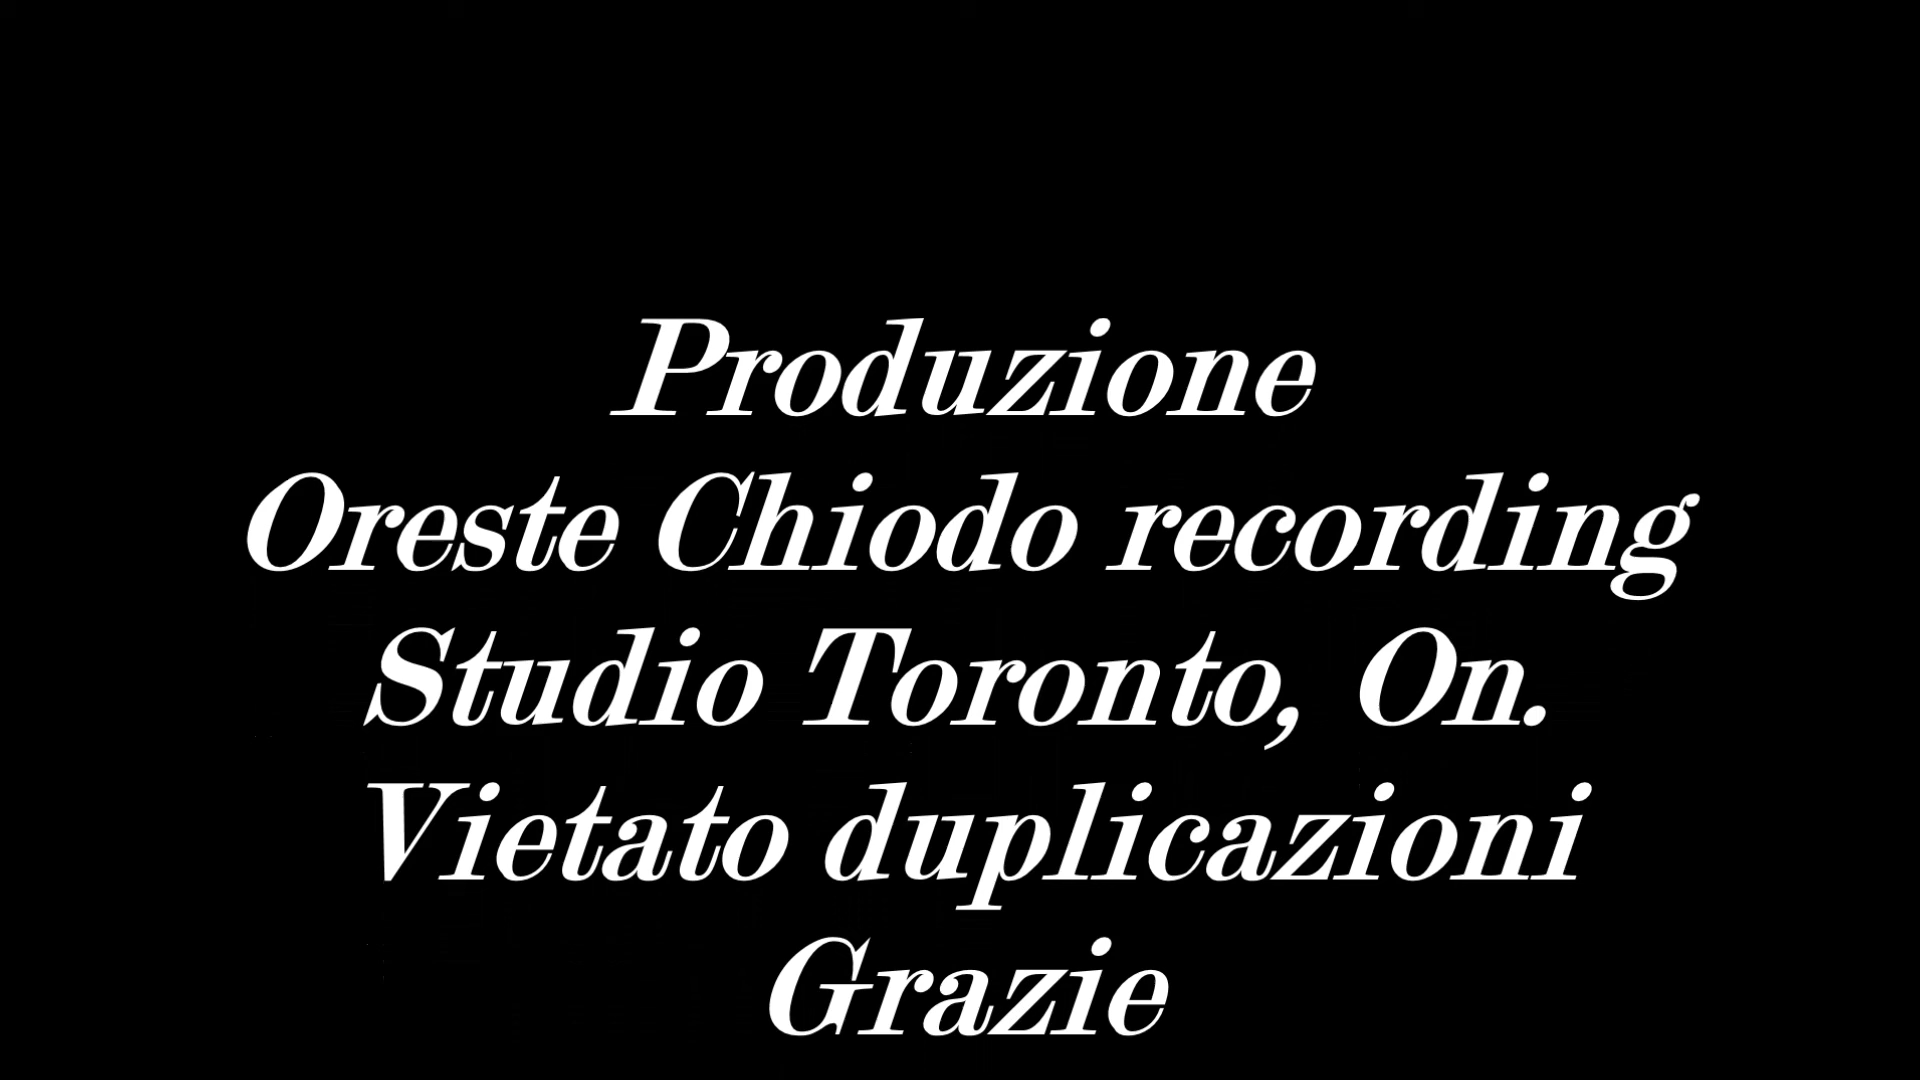 Produzione
Oreste Chiodo recording
Studio Toronto, On.
Vietato duplicazioni
Grazie